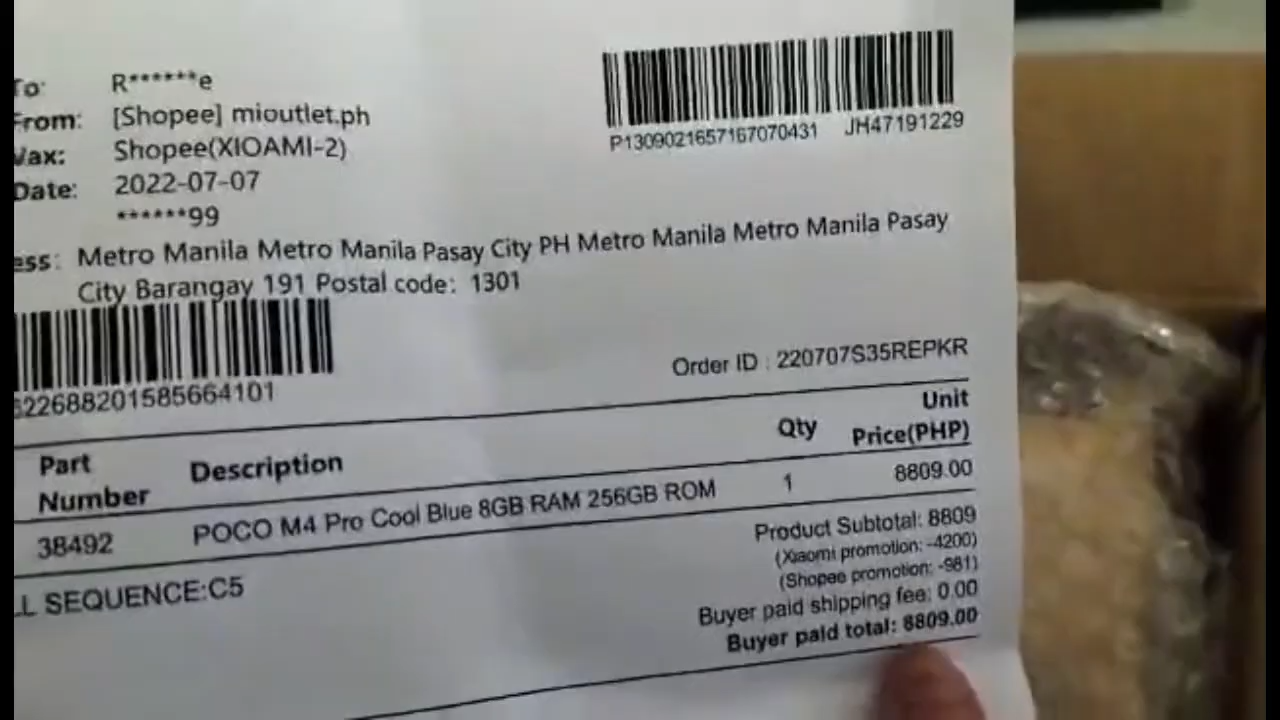 To: R******e
From: [Shopee] mioutlet.ph
Wax: Shopee(XIOAMI-2)
Date: 2022-07-07
******99
P1309021657167070431 JH47191229
ess: Metro Manila Metro Manila Pasay City PH Metro Manila Metro Manila Pasay
City Barangay 191 Postal code: 1301
6226882015856641​01
Order ID : 220707S35REPKR
Part Number Description Qty Unit Price(PHP)
38492 POCO M4 Pro Cool Blue 8GB RAM 256GB ROM 1 8809.00
Product Subtotal: 8809
(Xiaomi promotion: -4200)
(Shopee promotion: -981)
LL SEQUENCE:C5
Buyer paid shipping fee: 0.00
Buyer paid total: 8809.00